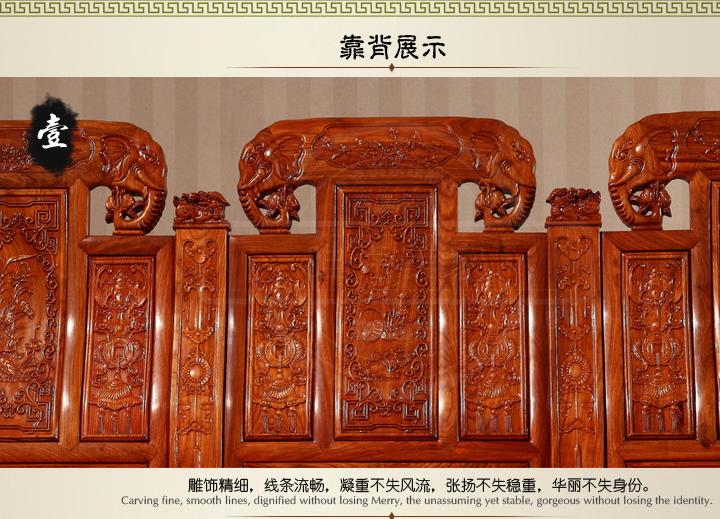 靠背展示
壹
雕饰精细，线条流畅，凝重不失风流，张扬不失稳重，华丽不失身份。
Carving fine, smooth lines, dignified without losing Merry, the unassuming yet stable, gorgeous without losing the identity.